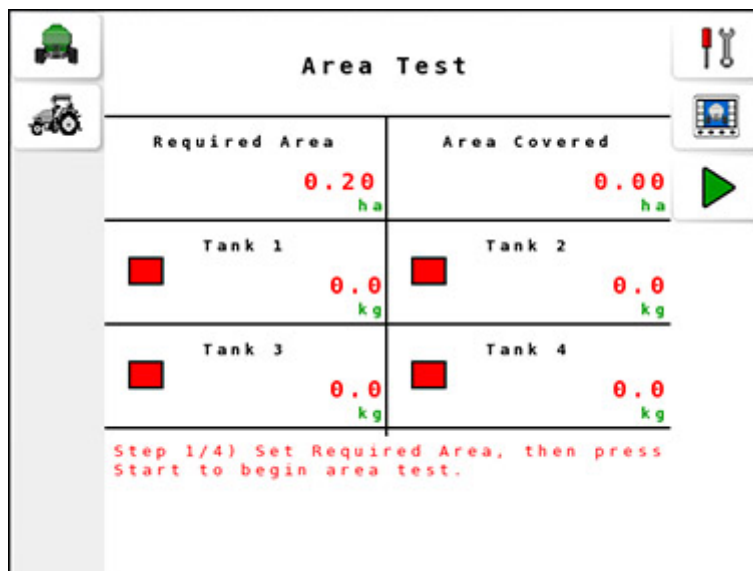 Area Test
Required Area
Area Covered
0.20
ha
0.00
ha
Tank 1
0.0
kg
Tank 2
0.0
kg
Tank 3
0.0
kg
Tank 4
0.0
kg
Step 1/4) Set Required Area, then press
Start to begin area test.